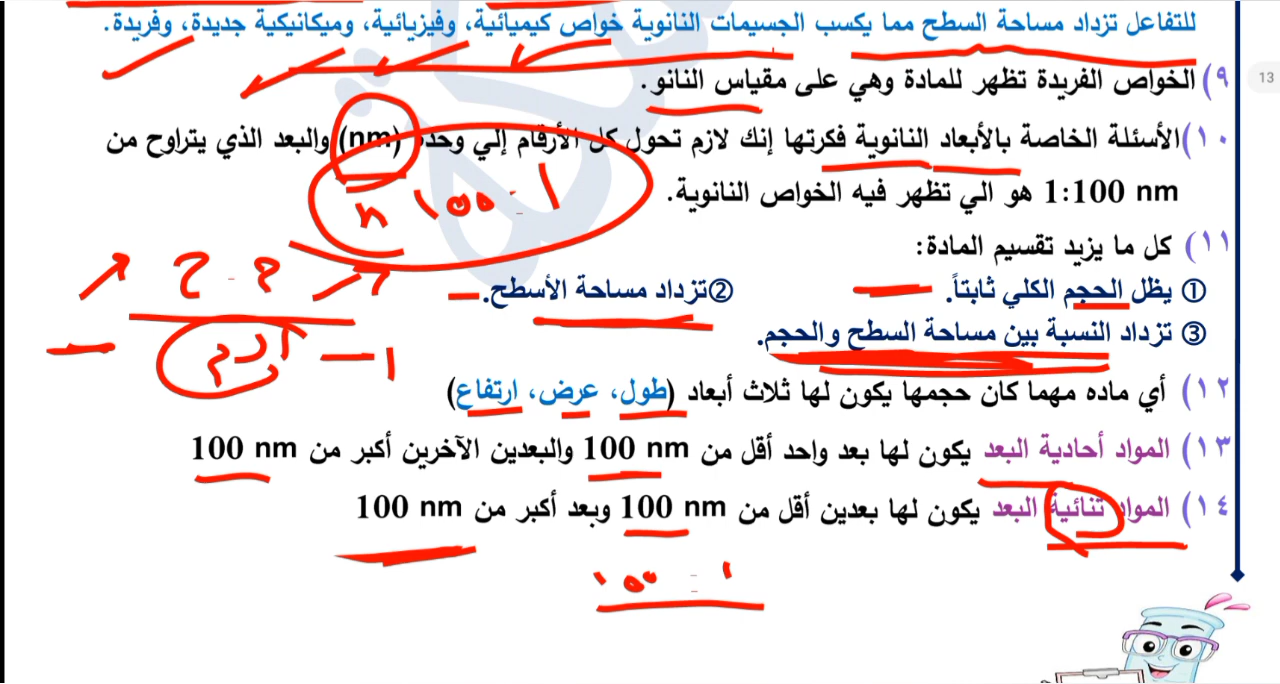 للتفاعل تزداد مساحة السطح مما يكسب الجسيمات النانوية خواص كيميائية، وفيزيائية، وميكانيكية جديدة، وفريدة.
٩) الخواص الفريدة تظهر للمادة وهي على مقياس النانو.
13
١٠) الأسئلة الخاصة بالأبعاد النانوية فكرتها إنك لازم تحول كل الأرقام إلي وحدة (nm) والبعد الذي يتراوح من
1:100 nm هو الي تظهر فيه الخواص النانوية.
١٠٠ : ١
١١) كل ما يزيد تقسيم المادة:
① يظل الحجم الكلي ثابتاً. ②تزداد مساحة الأسطح.
③ تزداد النسبة بين مساحة السطح والحجم.
١٢) أي ماده مهما كان حجمها يكون لها ثلاث أبعاد (طول، عرض، ارتفاع)
١٣) المواد أحادية البعد يكون لها بعد واحد أقل من 100 nm والبعدين الآخرين أكبر من 100 nm
١٤) المواد تنائية البعد يكون لها بعدين أقل من 100 nm وبعد أكبر من 100 nm
١٠٠ : ١